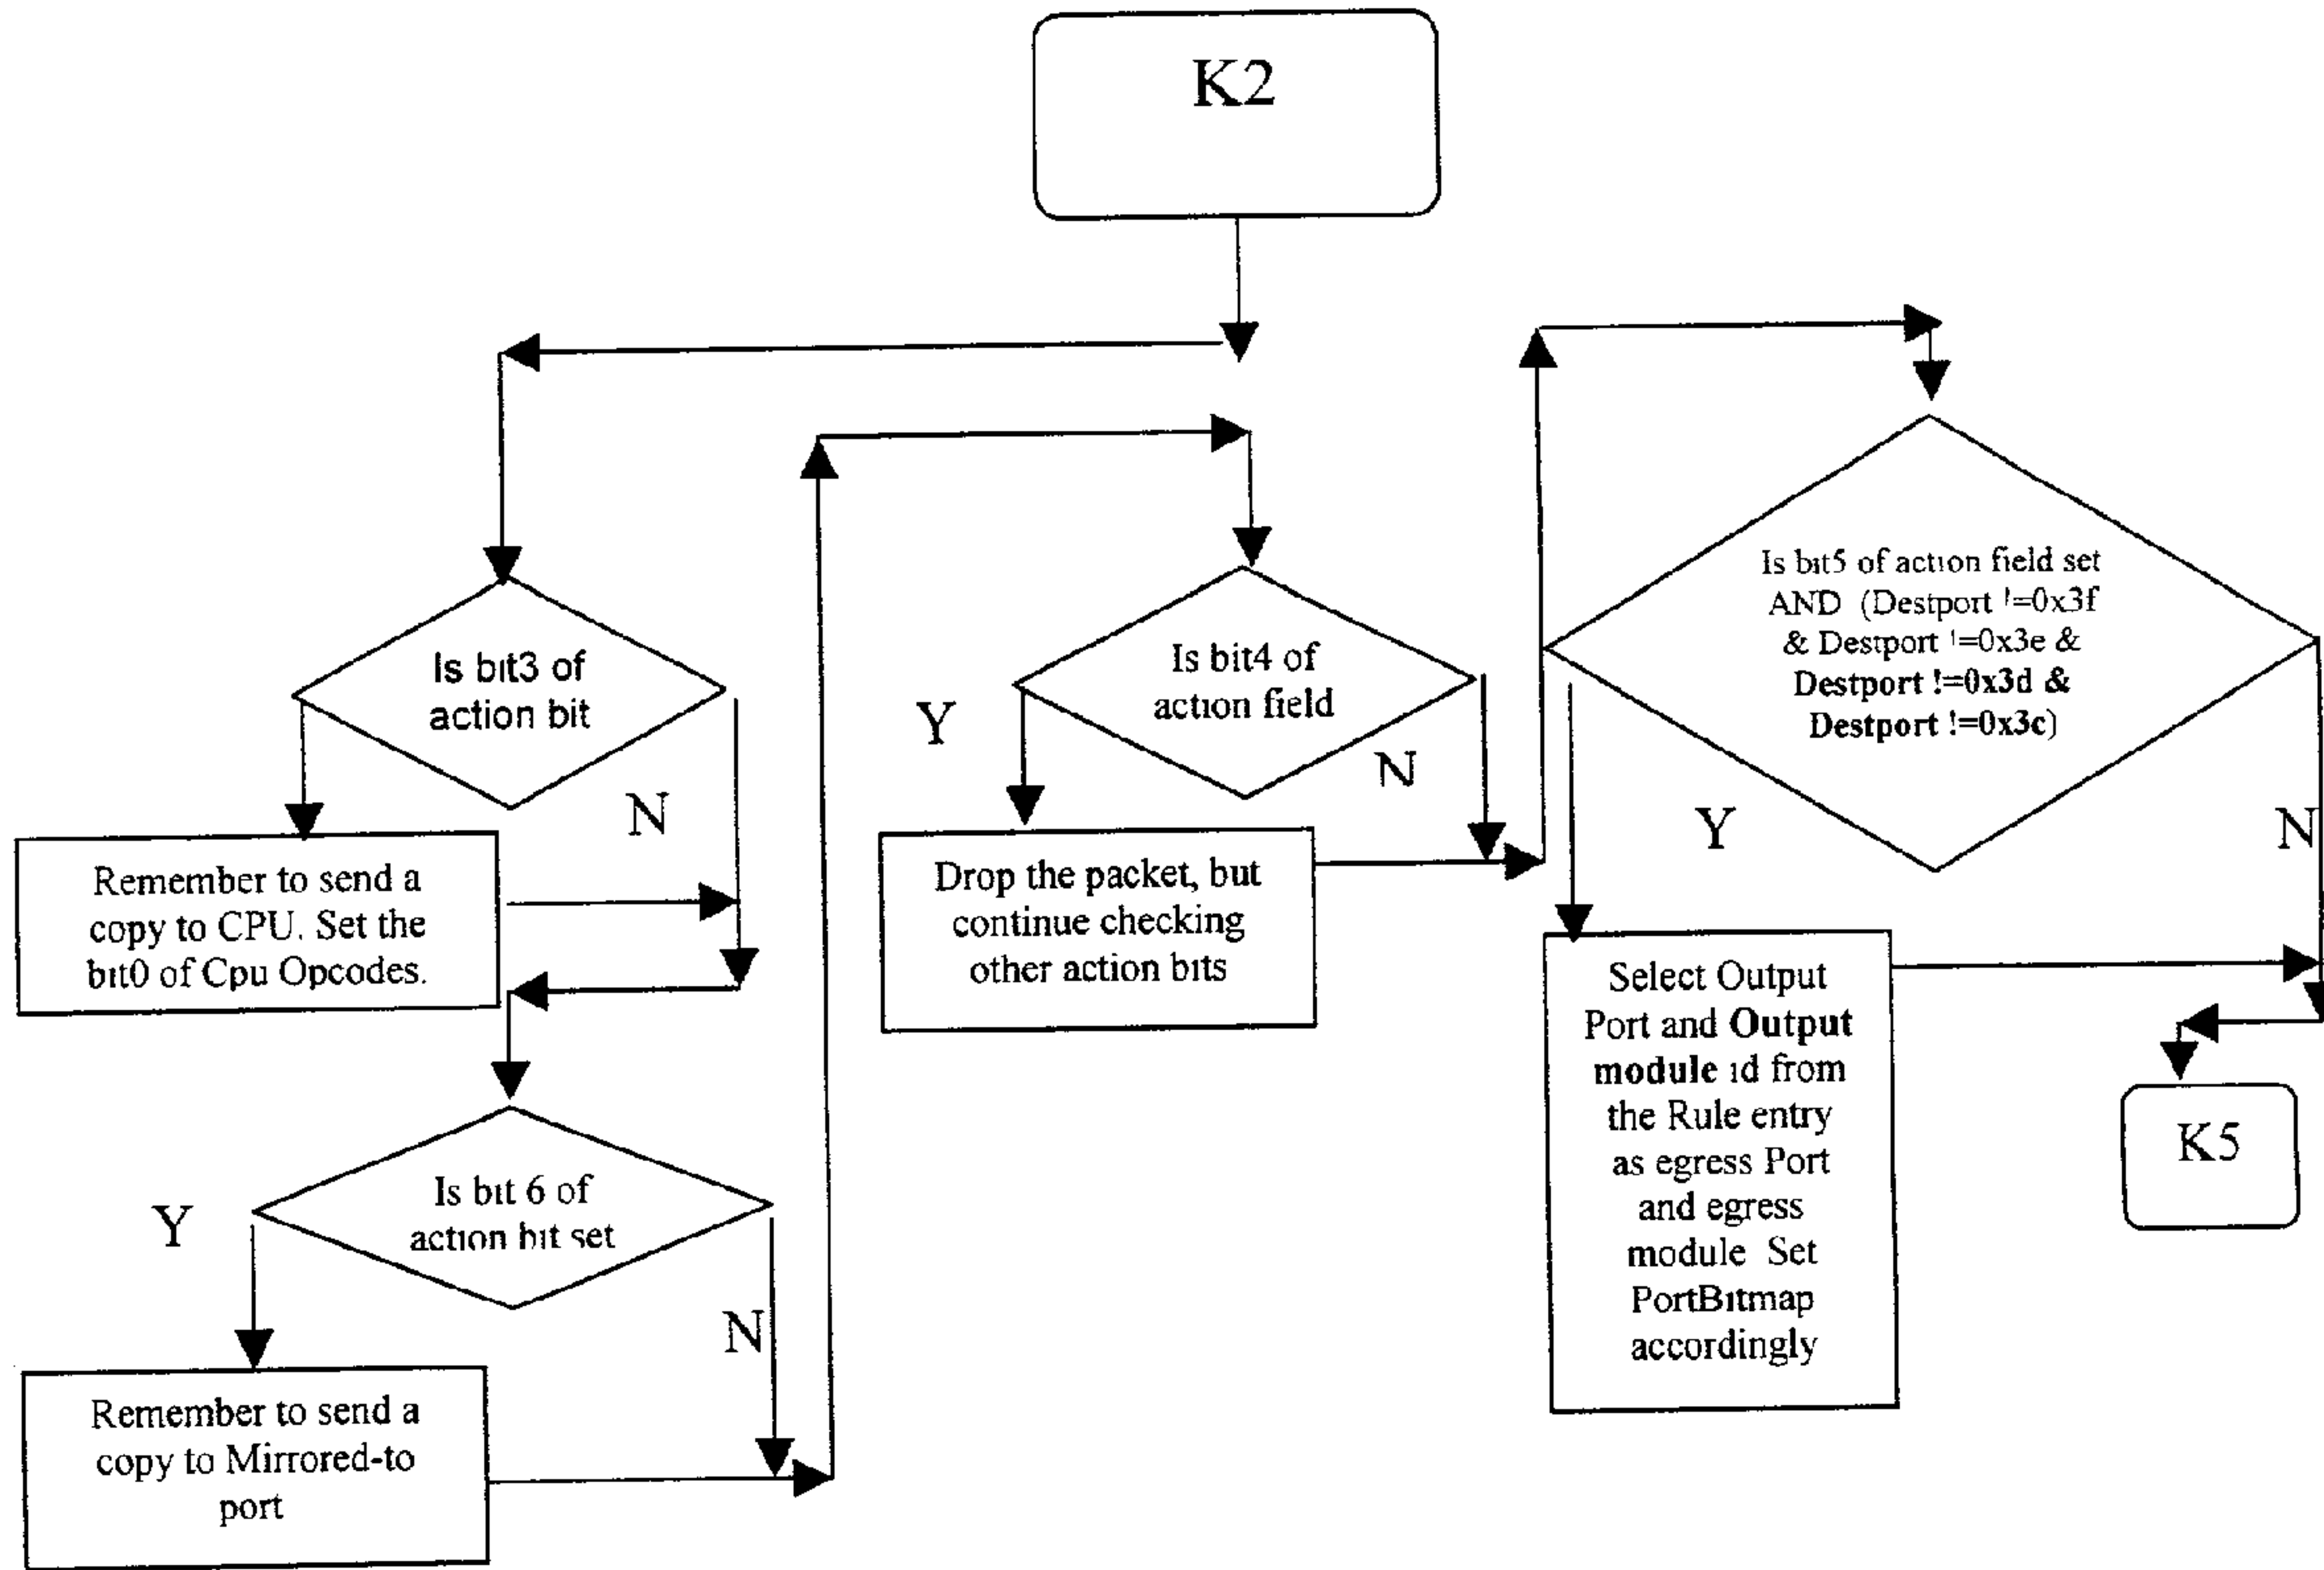 K2
Is bit3 of
action bit
N
Remember to send a
copy to CPU. Set the
bit0 of Cpu Opcodes.
Is bit 6 of
action bit set
Y
N
Remember to send a
copy to Mirrored-to
port
Is bit4 of
action field
Y
N
Drop the packet, but
continue checking
other action bits
Is bit5 of action field set
AND (Destport !=0x3f
& Destport !=0x3e &
Destport !=0x3d &
Destport !=0x3c)
Y
N
Select Output
Port and Output
module id from
the Rule entry
as egress Port
and egress
module Set
PortBitmap
accordingly
K5